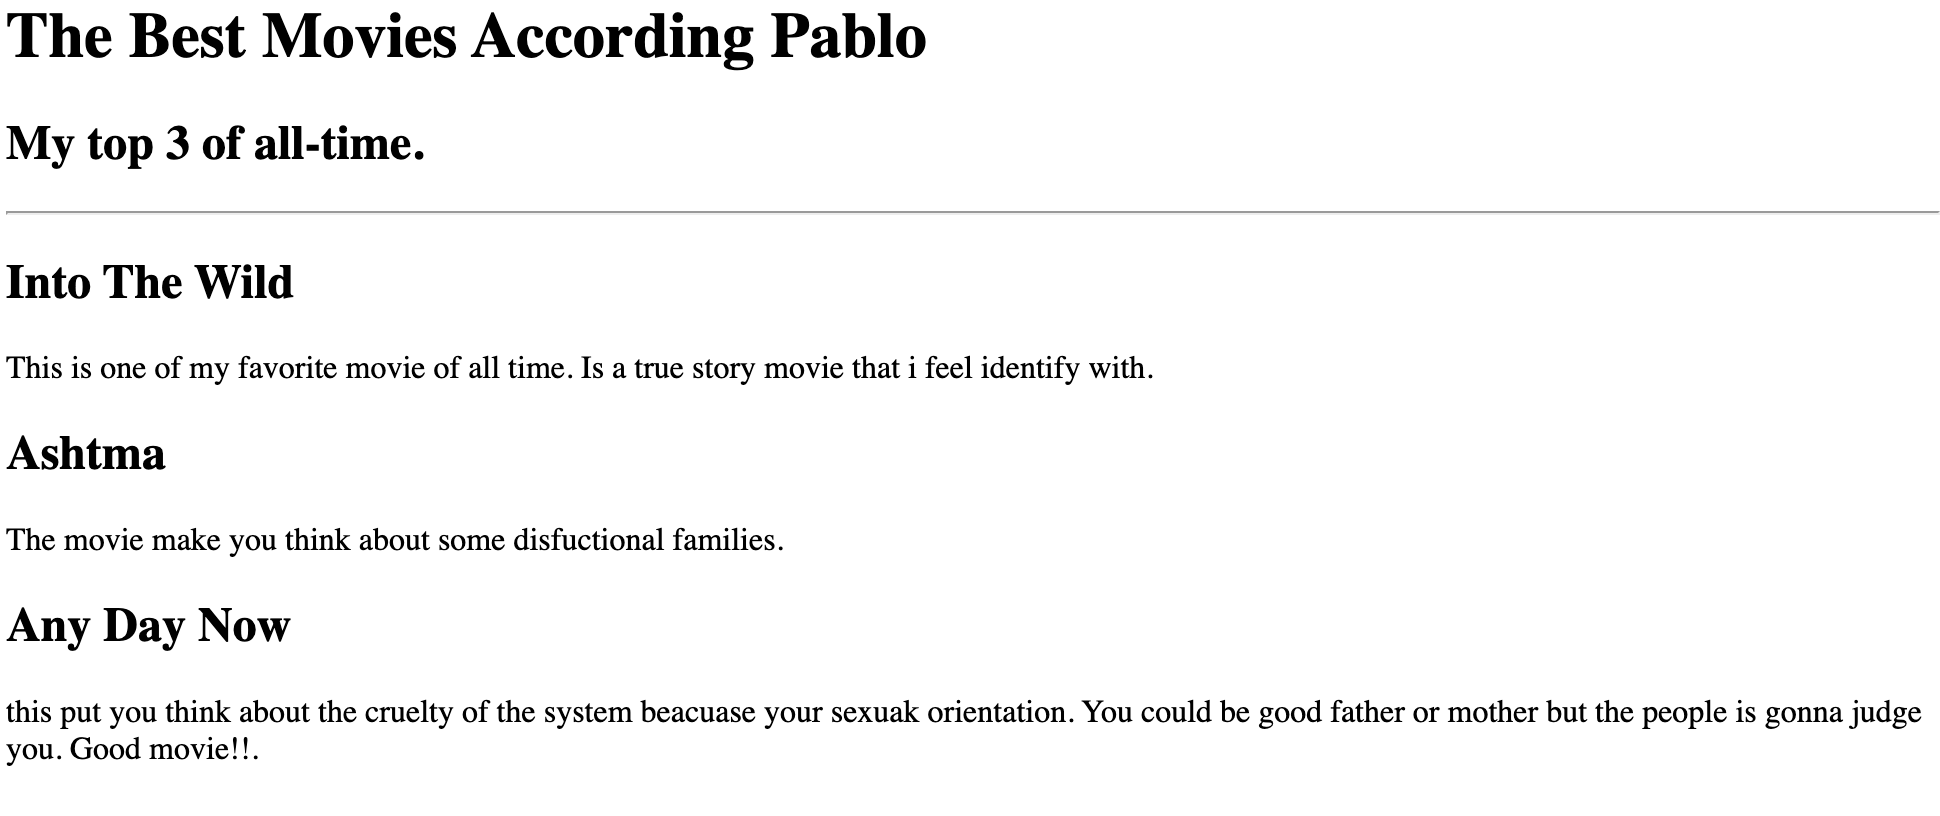 The Best Movies According Pablo
My top 3 of all-time.
Into The Wild
This is one of my favorite movie of all time. Is a true story movie that i feel identify with.
Ashtma
The movie make you think about some disfuctional families.
Any Day Now
this put you think about the cruelty of the system beacuase your sexuak orientation. You could be good father or mother but the people is gonna judge
you. Good movie!!.